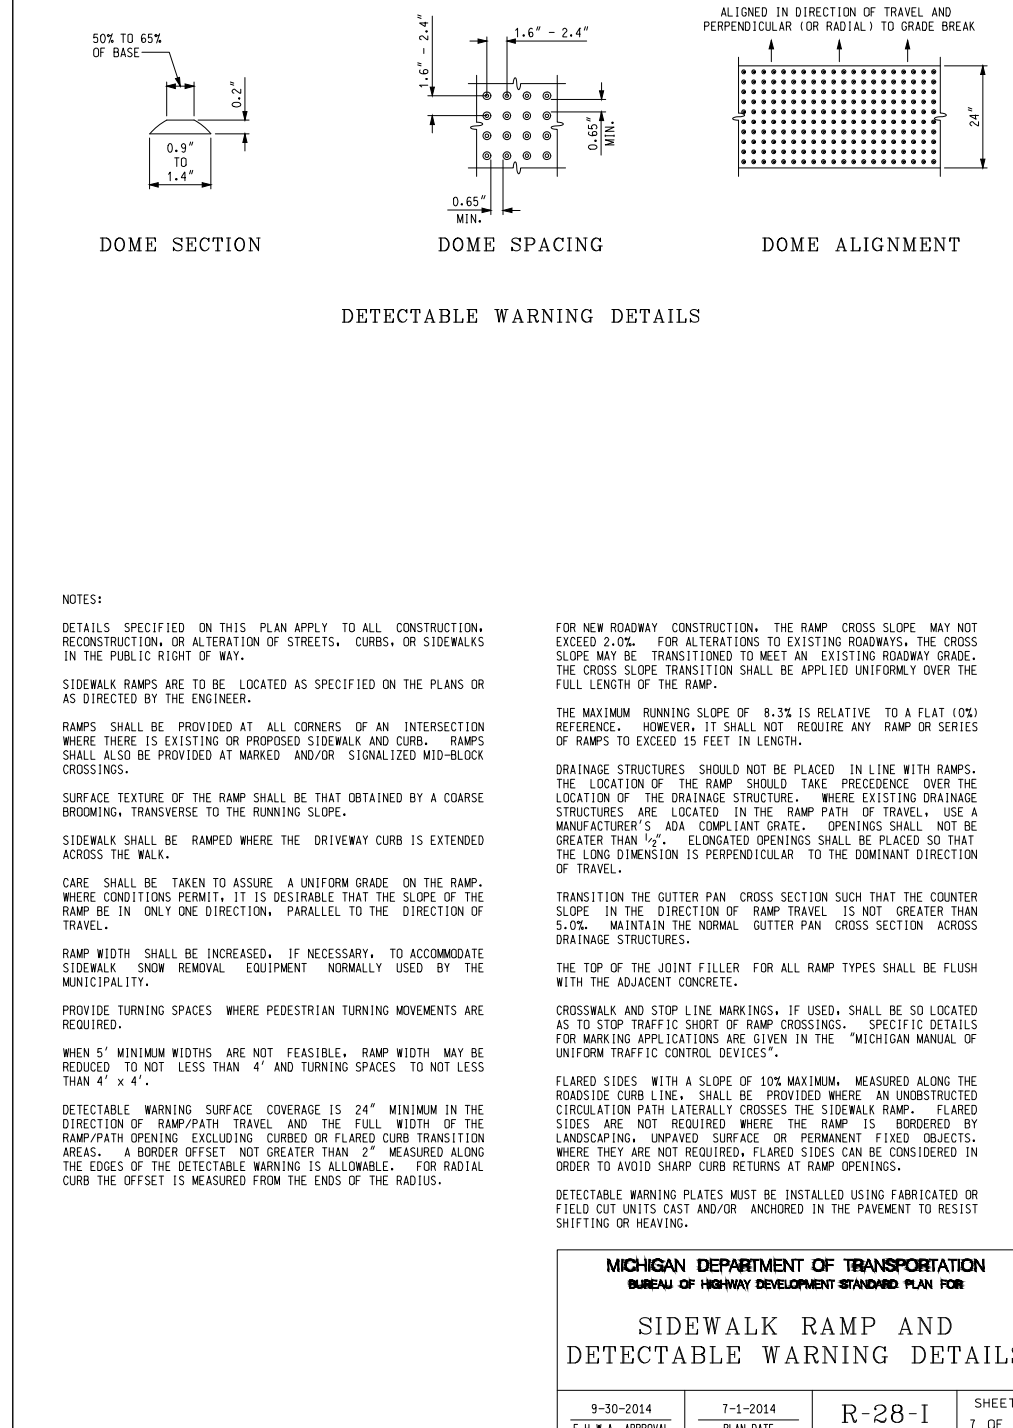 50% TO 65%
OF BASE
0.2"
0.9"
TO
1.4"
DOME SECTION
1.6" - 2.4"
1.6" - 2.4"
0.65"
MIN.
0.65"
MIN.
DOME SPACING
ALIGNED IN DIRECTION OF TRAVEL AND
PERPENDICULAR (OR RADIAL) TO GRADE BREAK
24"
DOME ALIGNMENT
DETECTABLE WARNING DETAILS
NOTES:
DETAILS SPECIFIED ON THIS PLAN APPLY TO ALL CONSTRUCTION,
RECONSTRUCTION, OR ALTERATION OF STREETS, CURBS, OR SIDEWALKS
IN THE PUBLIC RIGHT OF WAY.
SIDEWALK RAMPS ARE TO BE LOCATED AS SPECIFIED ON THE PLANS OR
AS DIRECTED BY THE ENGINEER.
RAMPS SHALL BE PROVIDED AT ALL CORNERS OF AN INTERSECTION
WHERE THERE IS EXISTING OR PROPOSED SIDEWALK AND CURB. RAMPS
SHALL ALSO BE PROVIDED AT MARKED AND/OR SIGNALIZED MID-BLOCK
CROSSINGS.
SURFACE TEXTURE OF THE RAMP SHALL BE THAT OBTAINED BY A COARSE
BROOMING, TRANSVERSE TO THE RUNNING SLOPE.
SIDEWALK SHALL BE RAMPED WHERE THE DRIVEWAY CURB IS EXTENDED
ACROSS THE WALK.
CARE SHALL BE TAKEN TO ASSURE A UNIFORM GRADE ON THE RAMP.
WHERE CONDITIONS PERMIT, IT IS DESIRABLE THAT THE SLOPE OF THE
RAMP BE IN ONLY ONE DIRECTION, PARALLEL TO THE DIRECTION OF
TRAVEL.
RAMP WIDTH SHALL BE INCREASED, IF NECESSARY, TO ACCOMMODATE
SIDEWALK SNOW REMOVAL EQUIPMENT NORMALLY USED BY THE
MUNICIPALITY.
PROVIDE TURNING SPACES WHERE PEDESTRIAN TURNING MOVEMENTS ARE
REQUIRED.
WHEN 5' MINIMUM WIDTHS ARE NOT FEASIBLE, RAMP WIDTH MAY BE
REDUCED TO NOT LESS THAN 4' AND TURNING SPACES TO NOT LESS
THAN 4' x 4'.
DETECTABLE WARNING SURFACE COVERAGE IS 24" MINIMUM IN THE
DIRECTION OF RAMP/PATH TRAVEL AND THE FULL WIDTH OF THE
RAMP/PATH OPENING EXCLUDING CURBED OR FLARED CURB TRANSITION
AREAS. A BORDER OFFSET NOT GREATER THAN 2" MEASURED ALONG
THE EDGES OF THE DETECTABLE WARNING IS ALLOWABLE. FOR RADIAL
CURB THE OFFSET IS MEASURED FROM THE ENDS OF THE RADIUS.
FOR NEW ROADWAY CONSTRUCTION, THE RAMP CROSS SLOPE MAY NOT
EXCEED 2.0%. FOR ALTERATIONS TO EXISTING ROADWAYS, THE CROSS
SLOPE MAY BE TRANSITIONED TO MEET AN EXISTING ROADWAY GRADE.
THE CROSS SLOPE TRANSITION SHALL BE APPLIED UNIFORMLY OVER THE
FULL LENGTH OF THE RAMP.
THE MAXIMUM RUNNING SLOPE OF 8.3% IS RELATIVE TO A FLAT (0%)
REFERENCE. HOWEVER, IT SHALL NOT REQUIRE ANY RAMP OR SERIES
OF RAMPS TO EXCEED 15 FEET IN LENGTH.
DRAINAGE STRUCTURES SHOULD NOT BE PLACED IN LINE WITH RAMPS.
THE LOCATION OF THE RAMP SHOULD TAKE PRECEDENCE OVER THE
LOCATION OF THE DRAINAGE STRUCTURE. WHERE EXISTING DRAINAGE
STRUCTURES ARE LOCATED IN THE RAMP PATH OF TRAVEL, USE A
MANUFACTURER'S ADA COMPLIANT GRATE. OPENINGS SHALL NOT BE
GREATER THAN 1/2". ELONGATED OPENINGS SHALL BE PLACED SO THAT
THE LONG DIMENSION IS PERPENDICULAR TO THE DOMINANT DIRECTION
OF TRAVEL.
TRANSITION THE GUTTER PAN CROSS SECTION SUCH THAT THE COUNTER
SLOPE IN THE DIRECTION OF RAMP TRAVEL IS NOT GREATER THAN
5.0%. MAINTAIN THE NORMAL GUTTER PAN CROSS SECTION ACROSS
DRAINAGE STRUCTURES.
THE TOP OF THE JOINT FILLER FOR ALL RAMP TYPES SHALL BE FLUSH
WITH THE ADJACENT CONCRETE.
CROSSWALK AND STOP LINE MARKINGS, IF USED, SHALL BE SO LOCATED
AS TO STOP TRAFFIC SHORT OF RAMP CROSSINGS. SPECIFIC DETAILS
FOR MARKING APPLICATIONS ARE GIVEN IN THE "MICHIGAN MANUAL OF
UNIFORM TRAFFIC CONTROL DEVICES".
FLARED SIDES WITH A SLOPE OF 10% MAXIMUM, MEASURED ALONG THE
ROADSIDE CURB LINE, SHALL BE PROVIDED WHERE AN UNOBSTRUCTED
CIRCULATION PATH LATERALLY CROSSES THE SIDEWALK RAMP. FLARED
SIDES ARE NOT REQUIRED WHERE THE RAMP IS BORDERED BY
LANDSCAPING, UNPAVED SURFACE OR PERMANENT FIXED OBJECTS.
WHERE THEY ARE NOT REQUIRED, FLARED SIDES CAN BE CONSIDERED IN
ORDER TO AVOID SHARP CURB RETURNS AT RAMP OPENINGS.
DETECTABLE WARNING PLATES MUST BE INSTALLED USING FABRICATED OR
FIELD CUT UNITS CAST AND/OR ANCHORED IN THE PAVEMENT TO RESIST
SHIFTING OR HEAVING.
MICHIGAN DEPARTMENT OF TRANSPORTATION
BUREAU OF HIGHWAY DEVELOPMENT STANDARD PLAN FOR
SIDEWALK RAMP AND
DETECTABLE WARNING DETAILS
9-30-2014
F.H.W.A. APPROVAL
7-1-2014
PLAN DATE
R-28-I
SHEET
7 OF